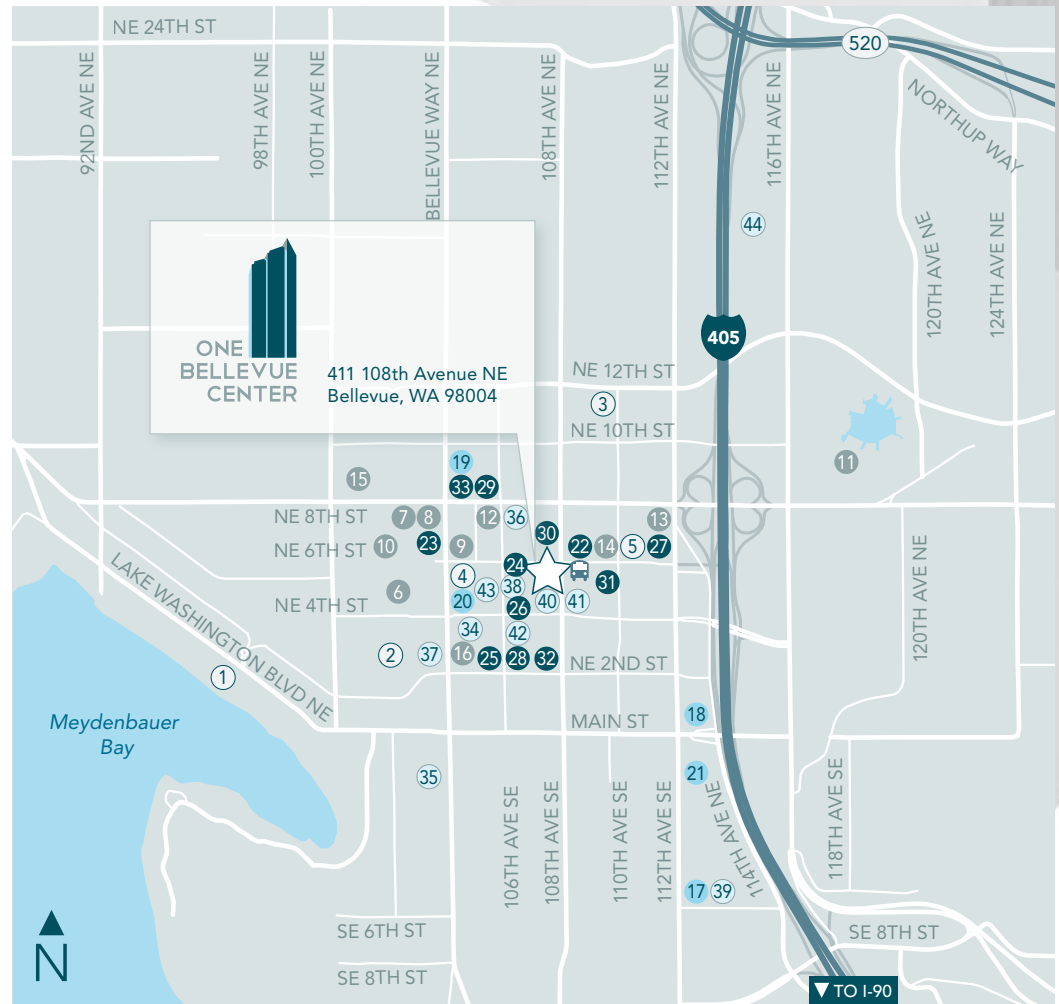 NE 24TH ST
520
92ND AVE NE
98TH AVE NE
100TH AVE NE
BELLEVUE WAY NE
108TH AVE NE
112TH AVE NE
116TH AVE NE
NORTHUP WAY
120TH AVE NE
124TH AVE NE
44
405
ONE
BELLEVUE
CENTER
411 108th Avenue NE
Bellevue, WA 98004
NE 12TH ST
3
NE 10TH ST
19
11
15
33
29
NE 8TH ST
7
8
12
36
13
30
NE 6TH ST
10
23
9
22
14
5
27
24
4
31
6
43
38
NE 4TH ST
20
26
40
41
34
42
2
37
16
25
28
32
NE 2ND ST
120TH AVE NE
LAKE WASHINGTON BLVD NE
1
Meydenbauer
Bay
MAIN ST
18
35
21
106TH AVE SE
108TH AVE SE
110TH AVE SE
112TH AVE SE
114TH AVE NE
118TH AVE SE
17
39
SE 6TH ST
SE 8TH ST
SE 8TH ST
N
▼ TO I-90